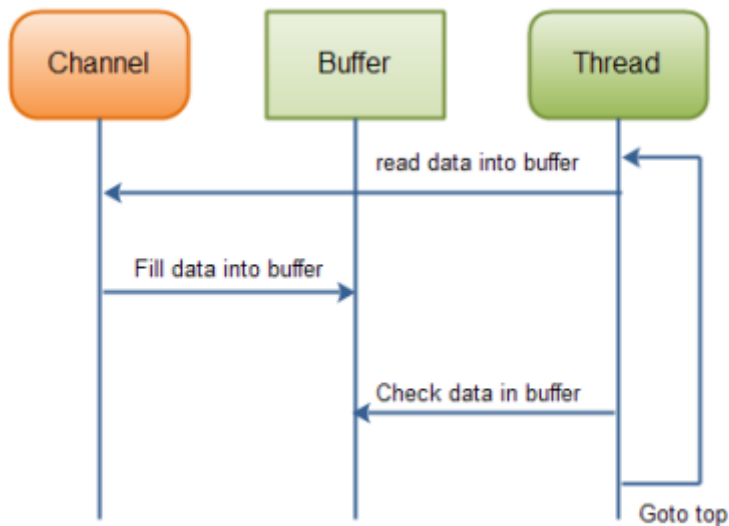 Channel
Buffer
Thread
read data into buffer
Fill data into buffer
Check data in buffer
Goto top